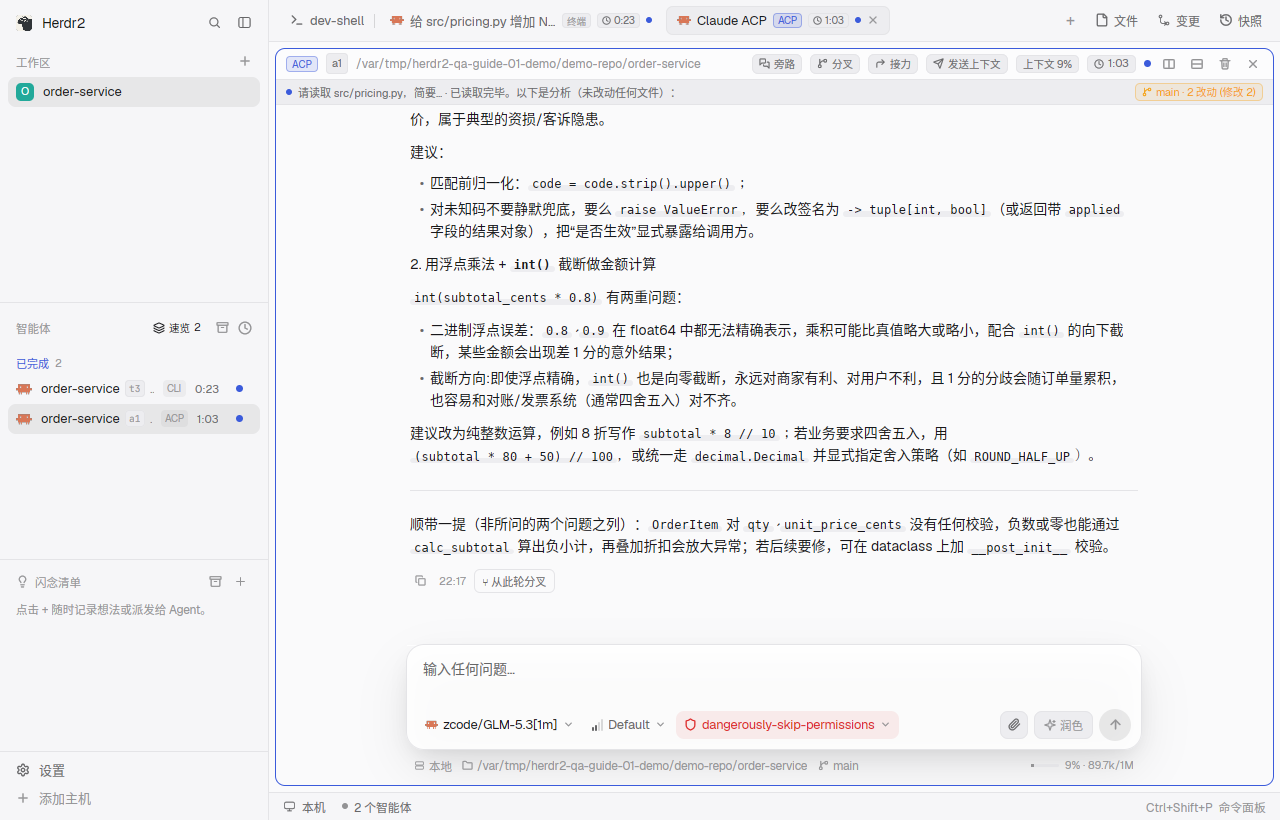 Herdr2
dev-shell
给 src/pricing.py 增加 N... 终端 0:23
Claude ACP ACP 1:03
文件 变更 快照
工作区
O order-service
ACP a1 /var/tmp/herdr2-qa-guide-01-demo/demo-repo/order-service 旁路 分叉 接力 发送上下文 上下文 9% 1:03
请读取 src/pricing.py，简要… · 已读取完毕。以下是分析（未改动任何文件）： main · 2 改动 (修改 2)
价，属于典型的资损/客诉隐患。
建议：
• 匹配前归一化： code = code.strip().upper() ；
• 对未知码不要静默兜底，要么 raise ValueError，要么改签名为 -> tuple[int, bool] （或返回带 applied
字段的结果对象），把“是否生效”显式暴露给调用方。
2. 用浮点乘法 + int() 截断做金额计算
int(subtotal_cents * 0.8) 有两重问题：
• 二进制浮点误差： 0.8、0.9 在 float64 中都无法精确表示，乘积可能比真值略大或略小，配合 int() 的向下截
断，某些金额会出现差 1 分的意外结果；
• 截断方向:即使浮点精确， int() 也是向零截断，永远对商家有利、对用户不利，且 1 分的分歧会随订单量累积，
也容易和对账/发票系统（通常四舍五入）对不齐。
建议改为纯整数运算，例如 8 折写作 subtotal * 8 // 10 ；若业务要求四舍五入，用
(subtotal * 80 + 50) // 100 ，或统一走 decimal.Decimal 并显式指定舍入策略（如 ROUND_HALF_UP ）。
顺带一提（非所问的两个问题之列）： OrderItem 对 qty、unit_price_cents 没有任何校验，负数或零也能通过
calc_subtotal 算出负小计，再叠加折扣会放大异常；若后续要修，可在 dataclass 上加 __post_init__ 校验。
22:17 从此轮分叉
智能体 速览 2
已完成 2
order-service t3 .. CLI 0:23
order-service a1 . ACP 1:03
闪念清单
点击 + 随时记录想法或派发给 Agent。
输入任何问题…
zcode/GLM-5.3[1m] Default dangerously-skip-permissions 润色
本地 /var/tmp/herdr2-qa-guide-01-demo/demo-repo/order-service main 9% · 89.7k/1M
设置
添加主机
本机 2 个智能体 Ctrl+Shift+P 命令面板